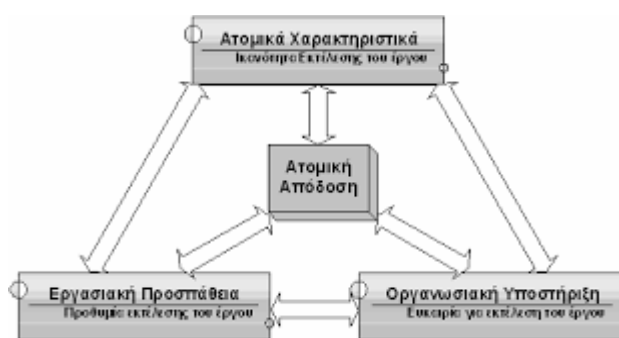 Ατομικά Χαρακτηριστικά
Ικανότητα Εκτέλεσης του έργου
Ατομική
Απόδοση
Εργασιακή Προσπάθεια
Προθυμία εκτέλεσης του έργου
Οργανωσιακή Υποστήριξη
Ευκαιρία για εκτέλεση του έργου